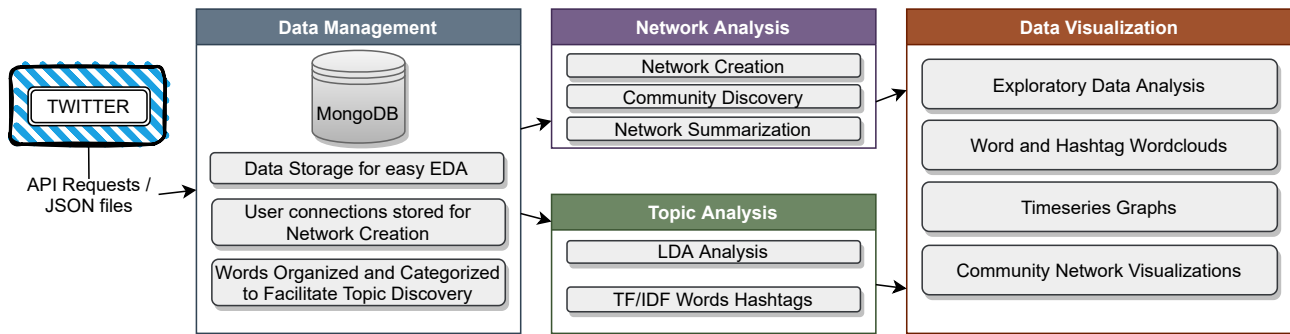 TWITTER
API Requests /
JSON files
Data Management
MongoDB
Data Storage for easy EDA
User connections stored for
Network Creation
Words Organized and Categorized
to Facilitate Topic Discovery
Network Analysis
Network Creation
Community Discovery
Network Summarization
Topic Analysis
LDA Analysis
TF/IDF Words Hashtags
Data Visualization
Exploratory Data Analysis
Word and Hashtag Wordclouds
Timeseries Graphs
Community Network Visualizations